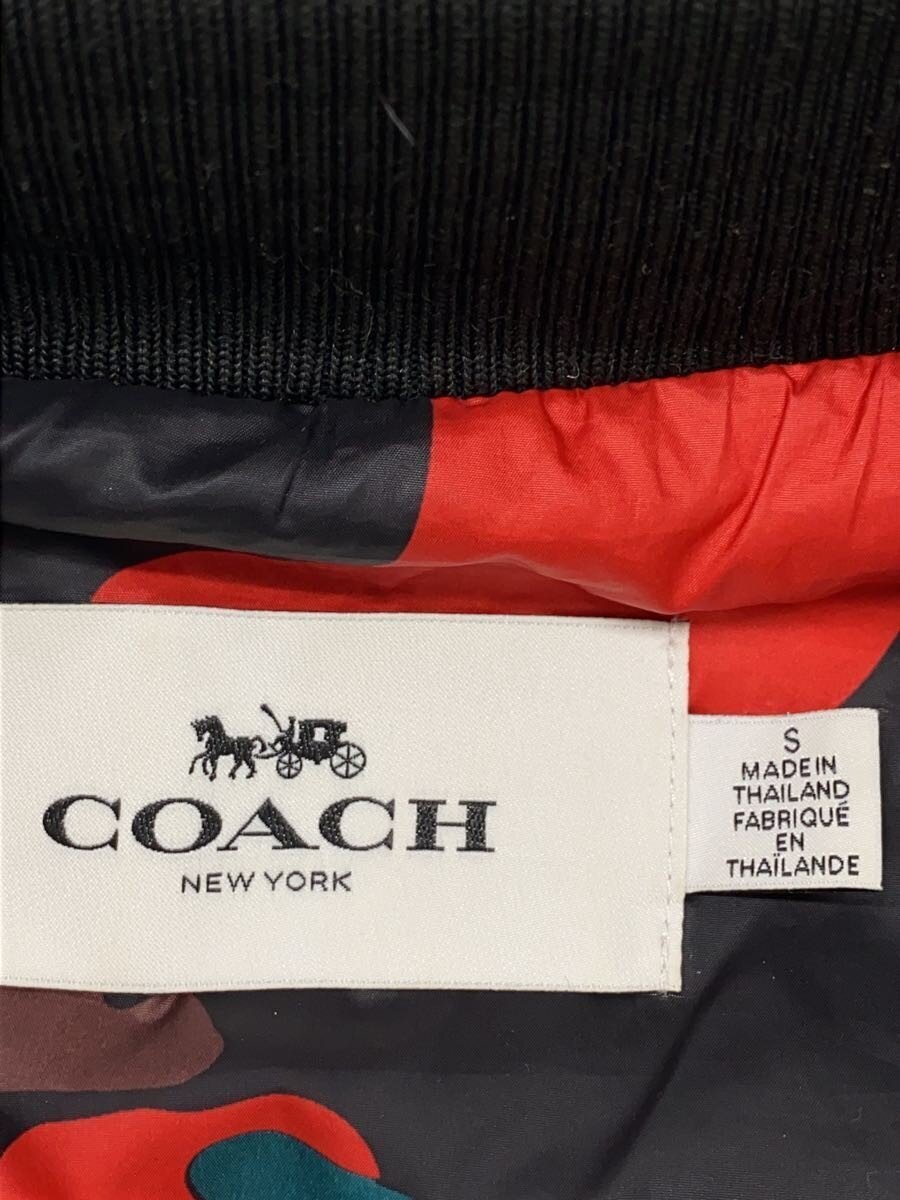 COACH
NEW YORK
S
MADE IN
THAILAND
FABRIQUÉ
EN
THAÏLANDE